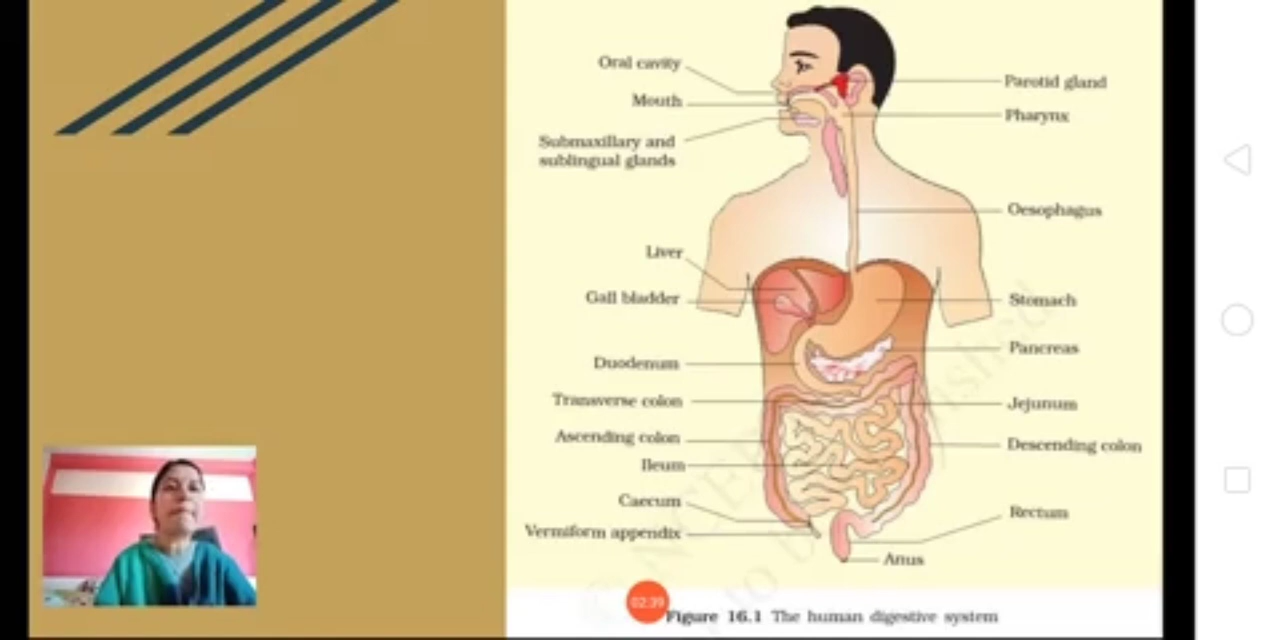 Oral cavity
Mouth
Submaxillary and
sublingual glands
Liver
Gall bladder
Duodenum
Transverse colon
Ascending colon
Ileum
Caecum
Vermiform appendix
Parotid gland
Pharynx
Oesophagus
Stomach
Pancreas
Jejunum
Descending colon
Rectum
Anus
02:39
Figure 16.1 The human digestive system